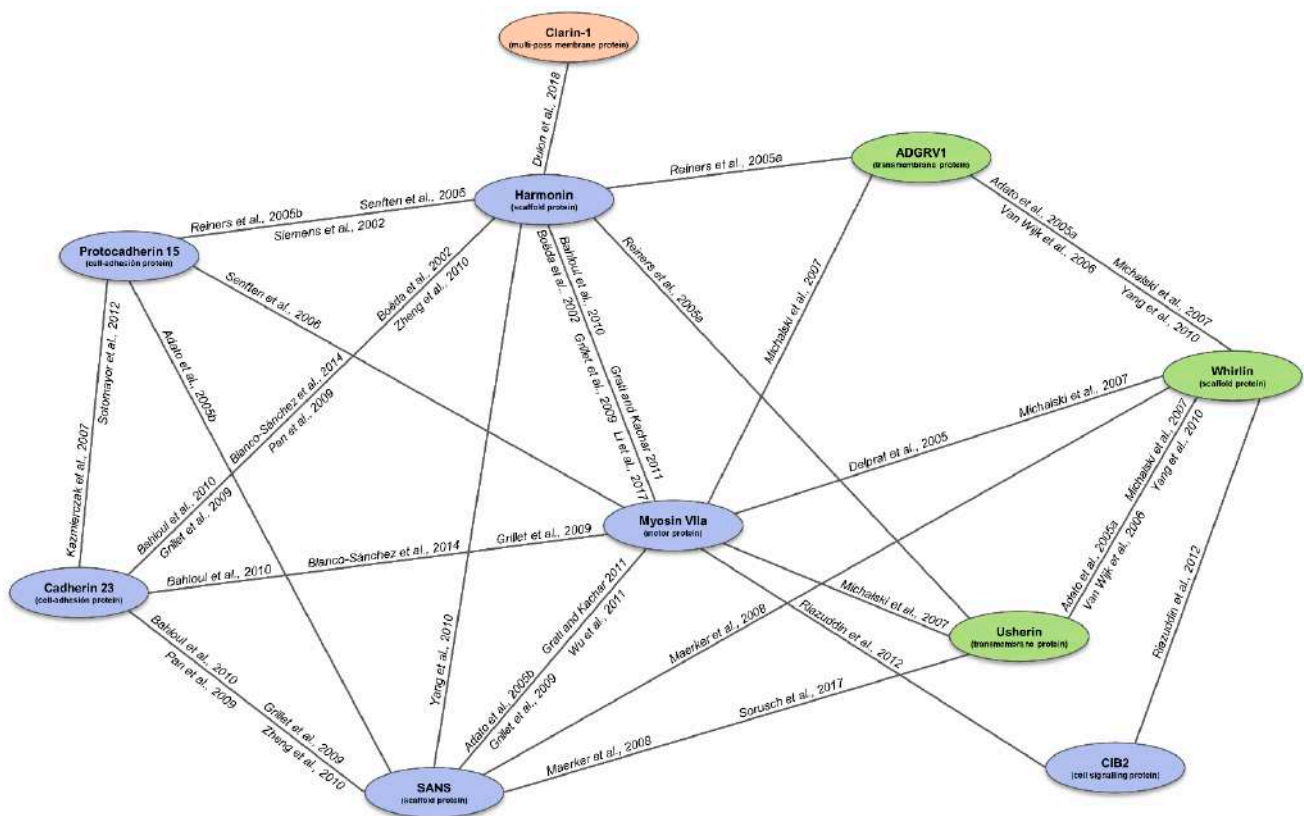 Clarin-1
(multi-pass membrane protein)
Dulon et al., 2018
ADGRV1
(transmembrane protein)
Reiners et al., 2005a
Harmonin
(scaffold protein)
Senften et al., 2006
Reiners et al., 2005b
Siemens et al., 2002
Protocadherin 15
(cell-adhesión protein)
Adato et al., 2005a
Van Wijk et al., 2006
Michalski et al., 2007
Yang et al., 2010
Senften et al., 2006
Boëda et al., 2002
Zheng et al., 2010
Blanco-Sánchez et al., 2014
Pan et al., 2009
Bahloul et al., 2010
Grillet et al., 2009
Bahloul et al., 2010
Grati and Kachar 2011
Boëda et al., 2002
Grillet et al., 2009
Li et al., 2017
Reiners et al., 2005a
Michalski et al., 2007
Sotomayor et al., 2012
Kazmierczak et al., 2007
Adato et al., 2005b
Whirlin
(scaffold protein)
Michalski et al., 2007
Delprat et al., 2005
Michalski et al., 2007
Yang et al., 2010
Adato et al., 2005a
Van Wijk et al., 2006
Riazuddin et al., 2012
Myosin VIIa
(motor protein)
Grillet et al., 2009
Blanco-Sánchez et al., 2014
Bahloul et al., 2010
Cadherin 23
(cell-adhesión protein)
Michalski et al., 2007
Riazuddin et al., 2012
Maerker et al., 2008
Usherin
(transmembrane protein)
Grati and Kachar 2011
Wu et al., 2011
Adato et al., 2005b
Grillet et al., 2009
Yang et al., 2010
Bahloul et al., 2010
Pan et al., 2009
Grillet et al., 2009
Zheng et al., 2010
Sorusch et al., 2017
Maerker et al., 2008
SANS
(scaffold protein)
CIB2
(cell signalling protein)